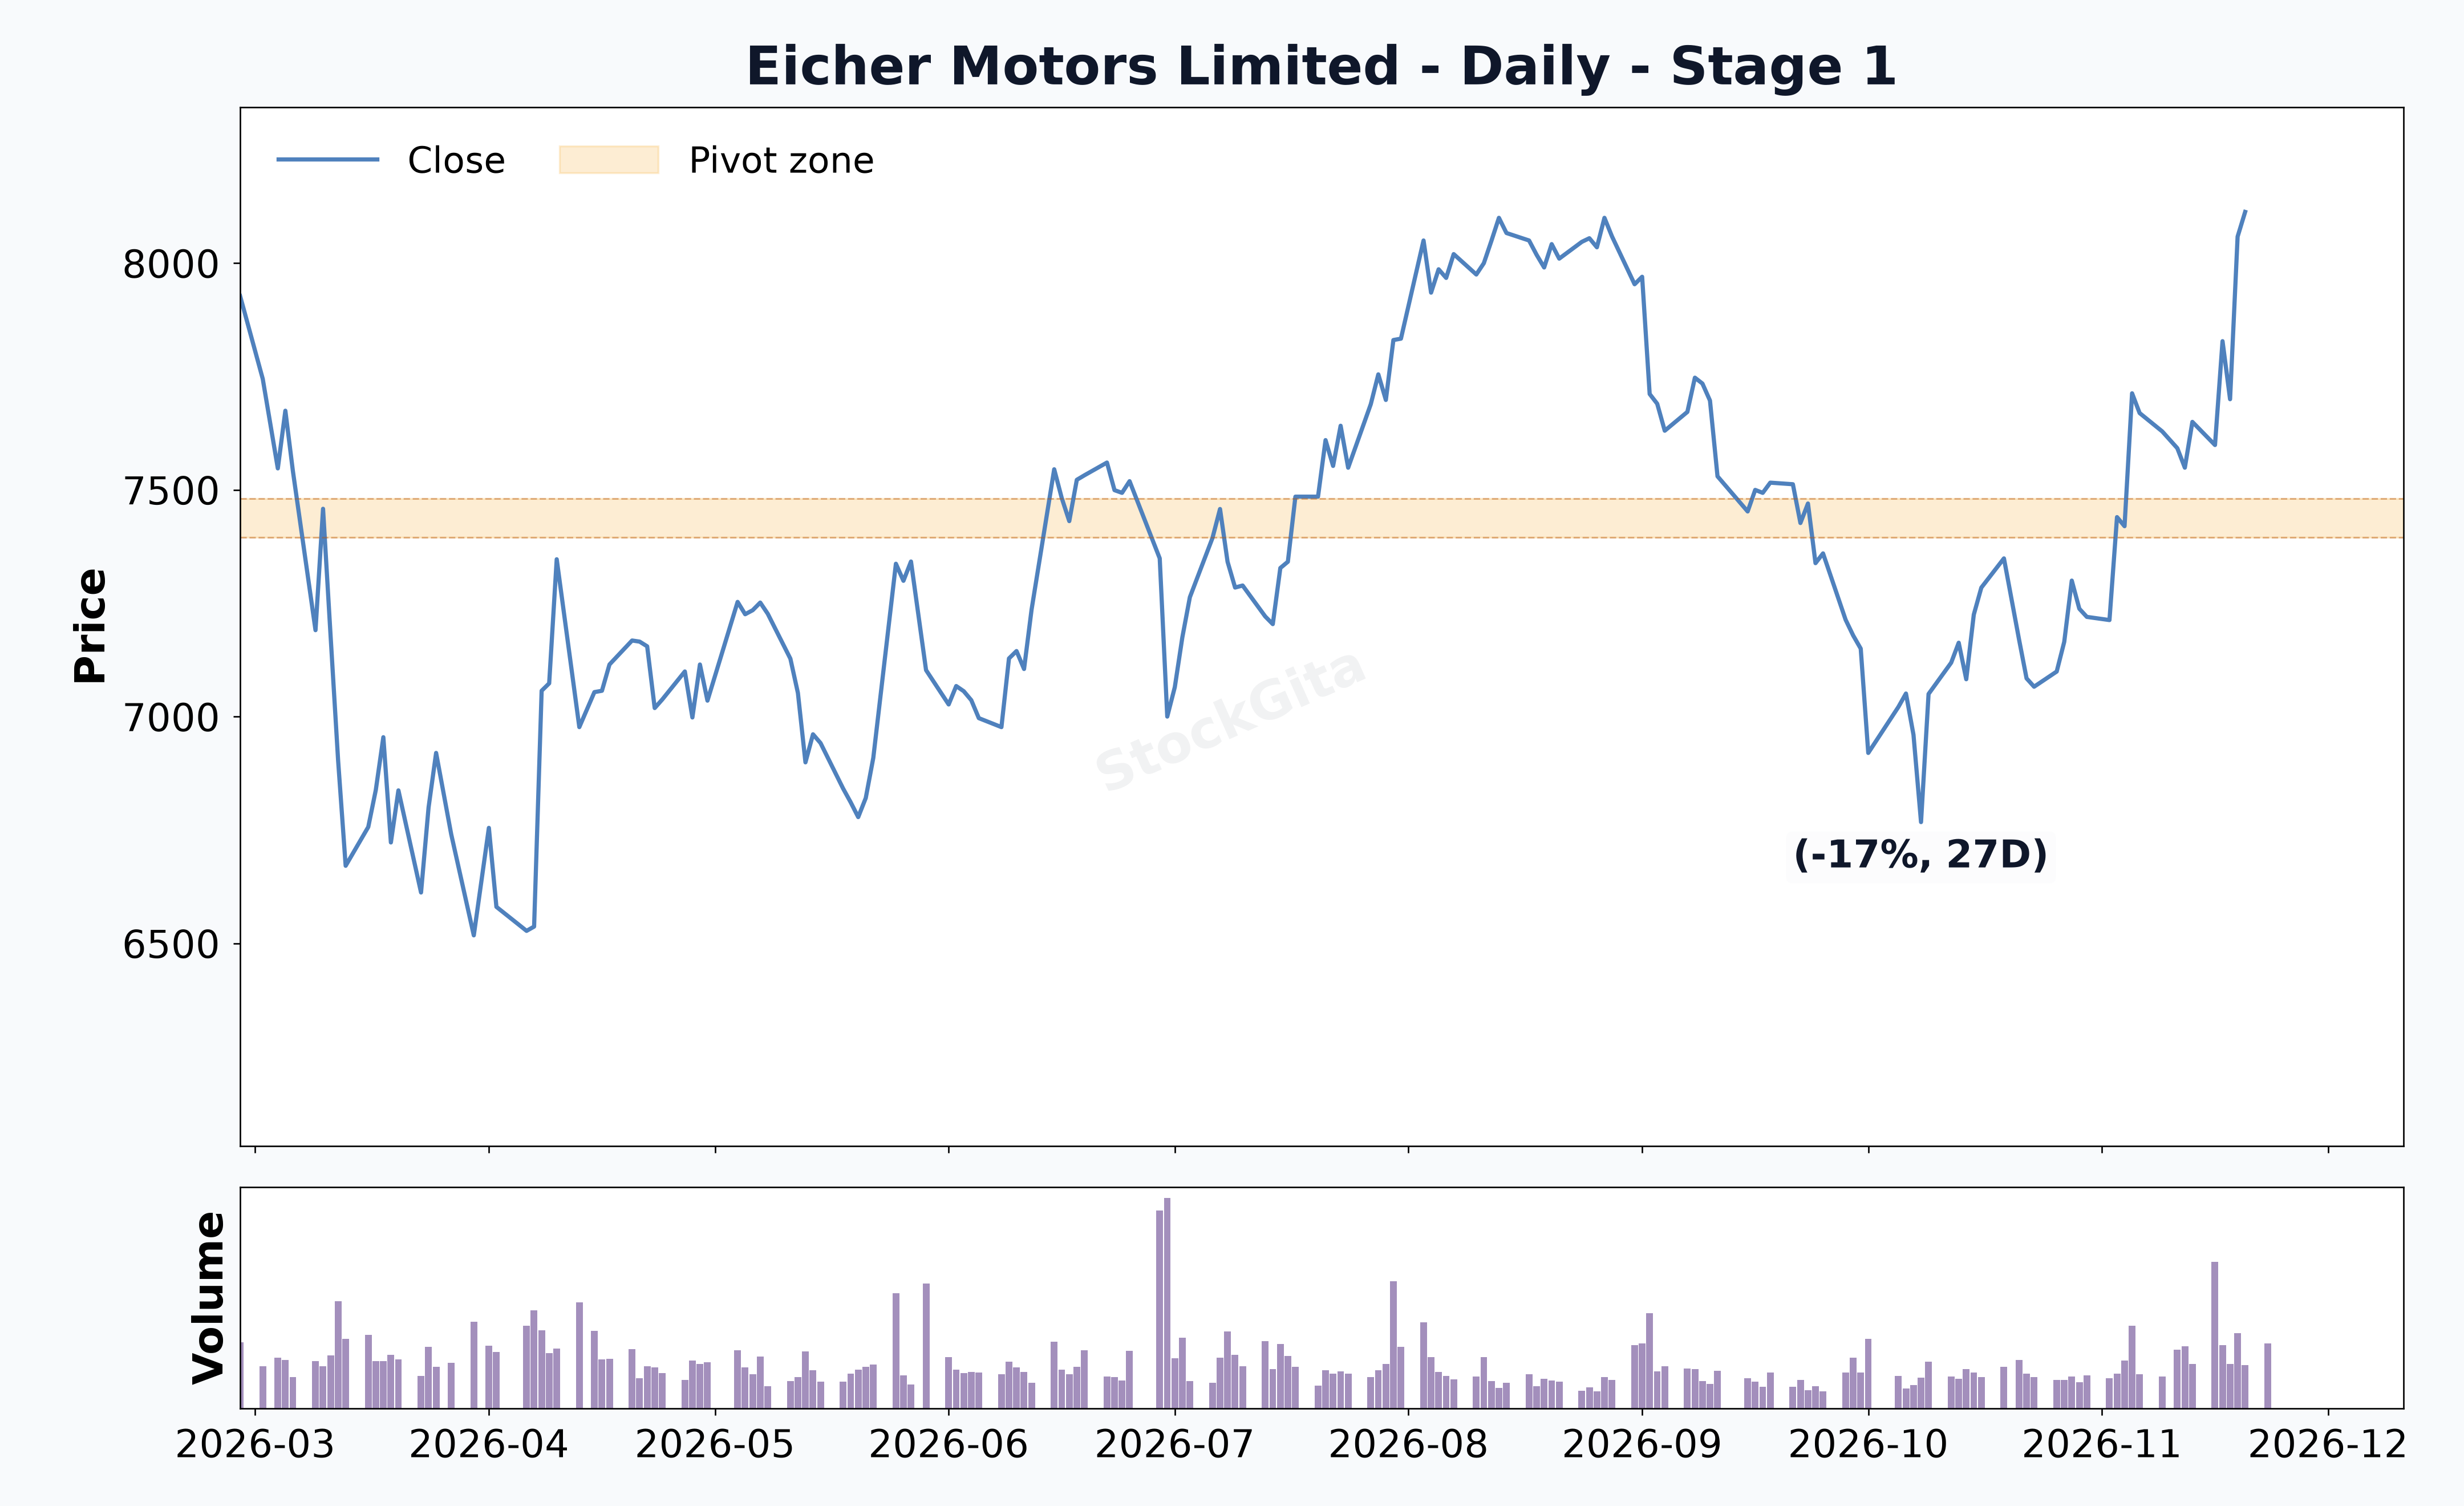 Eicher Motors Limited - Daily - Stage 1
Close
Pivot zone
8000
7500
7000
6500
Price
StockGita
(-17%, 27D)
Volume
2026-03
2026-04
2026-05
2026-06
2026-07
2026-08
2026-09
2026-10
2026-11
2026-12